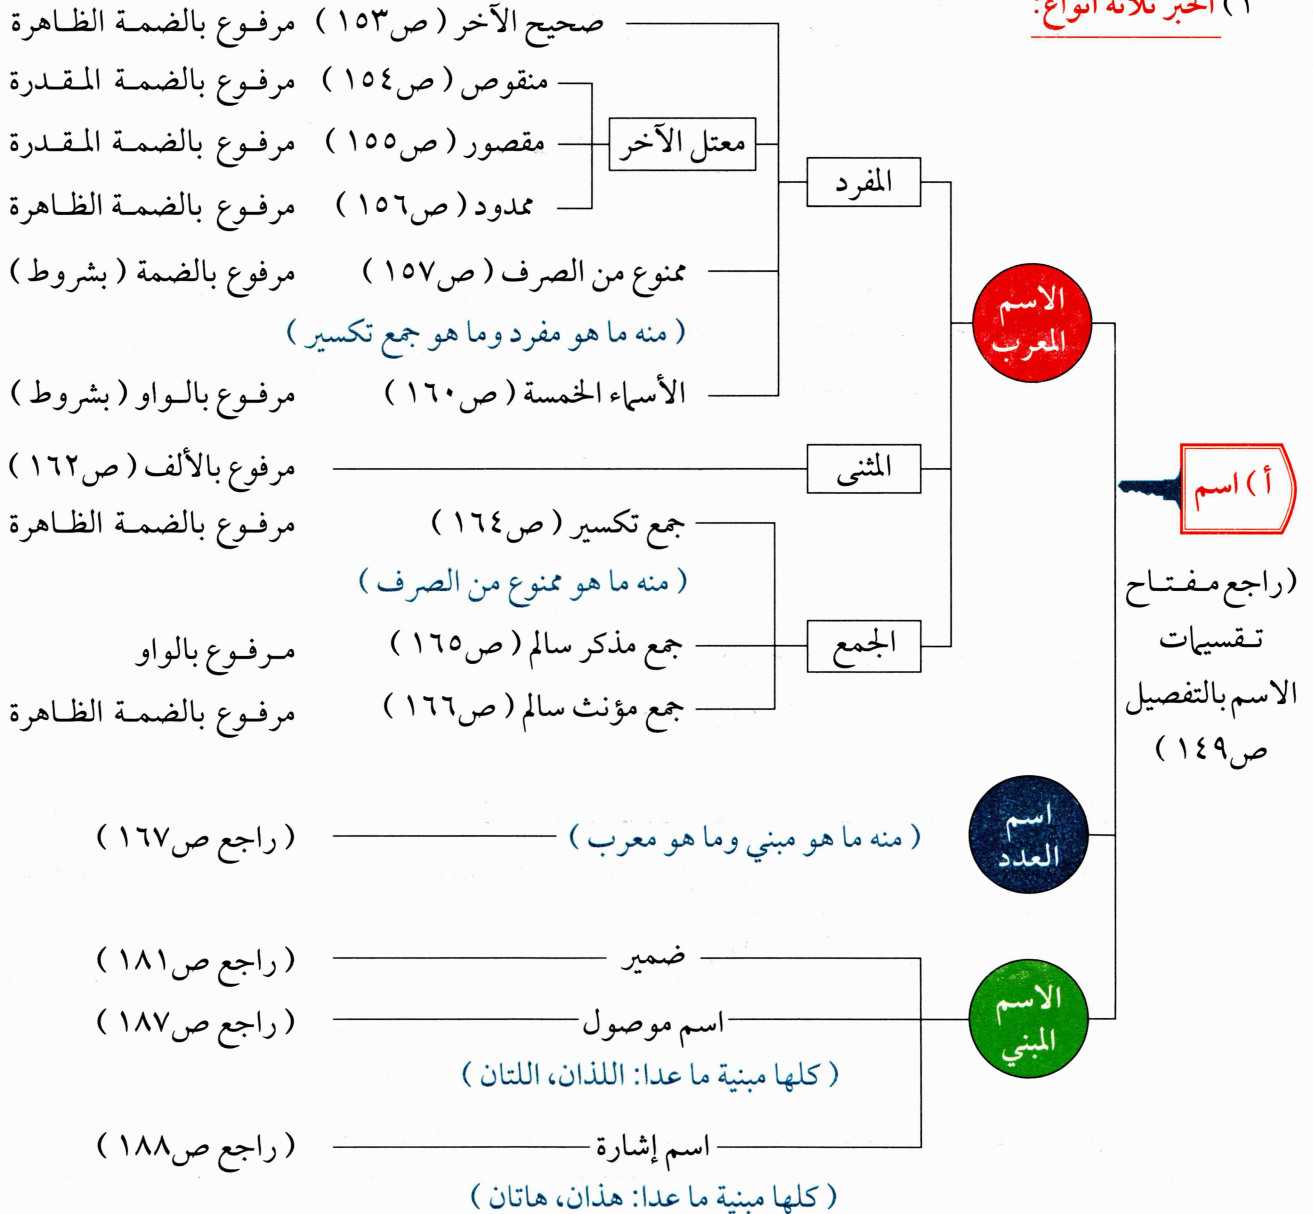 ١) الخبر ثلاثة أنواع:
أ) اسم
(راجع مفتاح
تقسيمات
الاسم بالتفصيل
ص١٤٩)
الاسم
المعرب
المفرد
صحيح الآخر (ص١٥٣) مرفوع بالضمة الظاهرة
معتل الآخر
منقوص (ص١٥٤) مرفوع بالضمة المقدرة
مقصور (ص١٥٥) مرفوع بالضمة المقدرة
ممدود (ص١٥٦) مرفوع بالضمة الظاهرة
ممنوع من الصرف (ص١٥٧) مرفوع بالضمة (بشروط)
(منه ما هو مفرد وما هو جمع تكسير)
الأسماء الخمسة (ص١٦٠) مرفوع بالواو (بشروط)
المثنى
مرفوع بالألف (ص١٦٢)
الجمع
جمع تكسير (ص١٦٤) مرفوع بالضمة الظاهرة
(منه ما هو ممنوع من الصرف)
جمع مذكر سالم (ص١٦٥) مرفوع بالواو
جمع مؤنث سالم (ص١٦٦) مرفوع بالضمة الظاهرة
اسم
العدد
(منه ما هو مبني وما هو معرب) (راجع ص١٦٧)
الاسم
المبني
ضمير (راجع ص١٨١)
اسم موصول (راجع ص١٨٧)
(كلها مبنية ما عدا: اللذان، اللتان)
اسم إشارة (راجع ص١٨٨)
(كلها مبنية ما عدا: هذان، هاتان)